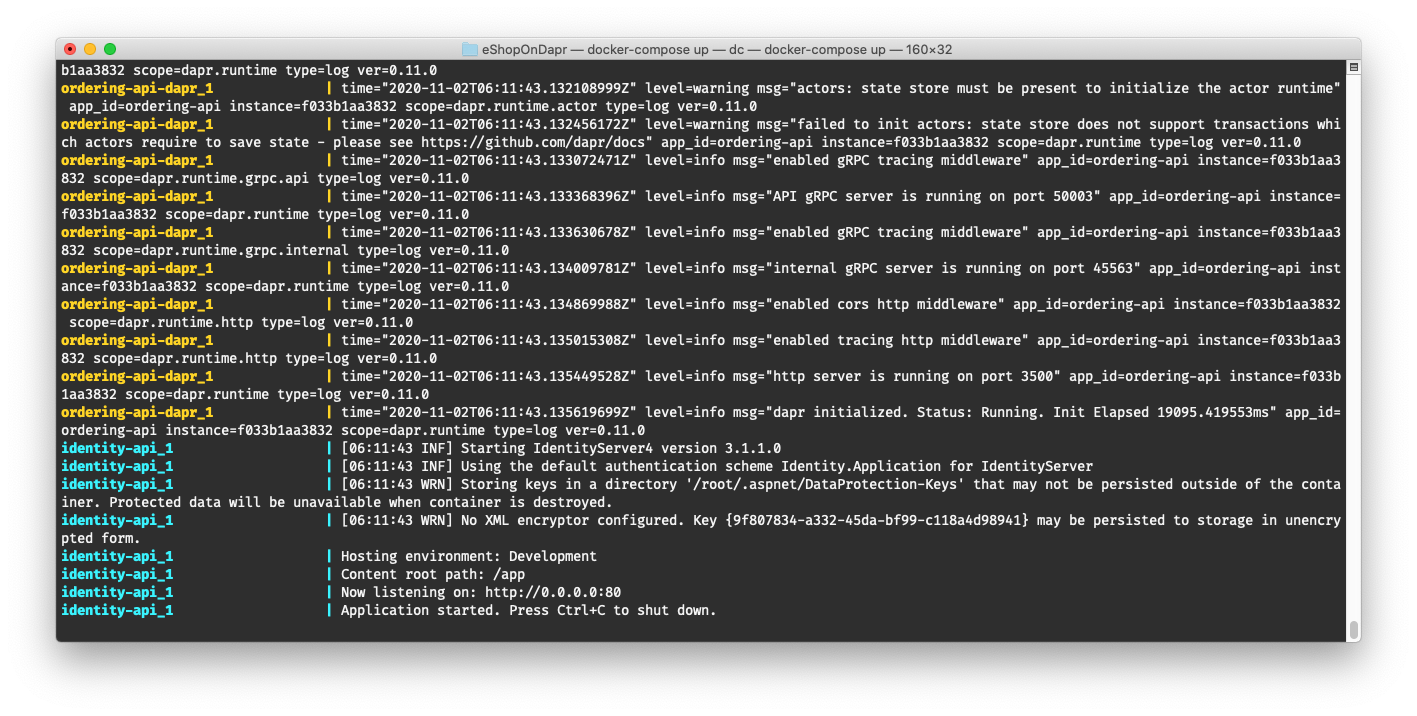 eShopOnDapr — docker-compose up — dc — docker-compose up — 160×32
b1aa3832 scope=dapr.runtime type=log ver=0.11.0
ordering-api-dapr_1 | time="2020-11-02T06:11:43.132108999Z" level=warning msg="actors: state store must be present to initialize the actor runtime"
app_id=ordering-api instance=f033b1aa3832 scope=dapr.runtime.actor type=log ver=0.11.0
ordering-api-dapr_1 | time="2020-11-02T06:11:43.132456172Z" level=warning msg="failed to init actors: state store does not support transactions whi
ch actors require to save state - please see https://github.com/dapr/docs" app_id=ordering-api instance=f033b1aa3832 scope=dapr.runtime type=log ver=0.11.0
ordering-api-dapr_1 | time="2020-11-02T06:11:43.133072471Z" level=info msg="enabled gRPC tracing middleware" app_id=ordering-api instance=f033b1aa3
832 scope=dapr.runtime.grpc.api type=log ver=0.11.0
ordering-api-dapr_1 | time="2020-11-02T06:11:43.133368396Z" level=info msg="API gRPC server is running on port 50003" app_id=ordering-api instance=
f033b1aa3832 scope=dapr.runtime type=log ver=0.11.0
ordering-api-dapr_1 | time="2020-11-02T06:11:43.133630678Z" level=info msg="enabled gRPC tracing middleware" app_id=ordering-api instance=f033b1aa3
832 scope=dapr.runtime.grpc.internal type=log ver=0.11.0
ordering-api-dapr_1 | time="2020-11-02T06:11:43.134009781Z" level=info msg="internal gRPC server is running on port 45563" app_id=ordering-api inst
ance=f033b1aa3832 scope=dapr.runtime type=log ver=0.11.0
ordering-api-dapr_1 | time="2020-11-02T06:11:43.134869988Z" level=info msg="enabled cors http middleware" app_id=ordering-api instance=f033b1aa3832
scope=dapr.runtime.http type=log ver=0.11.0
ordering-api-dapr_1 | time="2020-11-02T06:11:43.135015308Z" level=info msg="enabled tracing http middleware" app_id=ordering-api instance=f033b1aa3
832 scope=dapr.runtime.http type=log ver=0.11.0
ordering-api-dapr_1 | time="2020-11-02T06:11:43.135449528Z" level=info msg="http server is running on port 3500" app_id=ordering-api instance=f033b
1aa3832 scope=dapr.runtime type=log ver=0.11.0
ordering-api-dapr_1 | time="2020-11-02T06:11:43.135619699Z" level=info msg="dapr initialized. Status: Running. Init Elapsed 19095.419553ms" app_id=
ordering-api instance=f033b1aa3832 scope=dapr.runtime type=log ver=0.11.0
identity-api_1 | [06:11:43 INF] Starting IdentityServer4 version 3.1.1.0
identity-api_1 | [06:11:43 INF] Using the default authentication scheme Identity.Application for IdentityServer
identity-api_1 | [06:11:43 WRN] Storing keys in a directory '/root/.aspnet/DataProtection-Keys' that may not be persisted outside of the conta
iner. Protected data will be unavailable when container is destroyed.
identity-api_1 | [06:11:43 WRN] No XML encryptor configured. Key {9f807834-a332-45da-bf99-c118a4d98941} may be persisted to storage in unencry
pted form.
identity-api_1 | Hosting environment: Development
identity-api_1 | Content root path: /app
identity-api_1 | Now listening on: http://0.0.0.0:80
identity-api_1 | Application started. Press Ctrl+C to shut down.